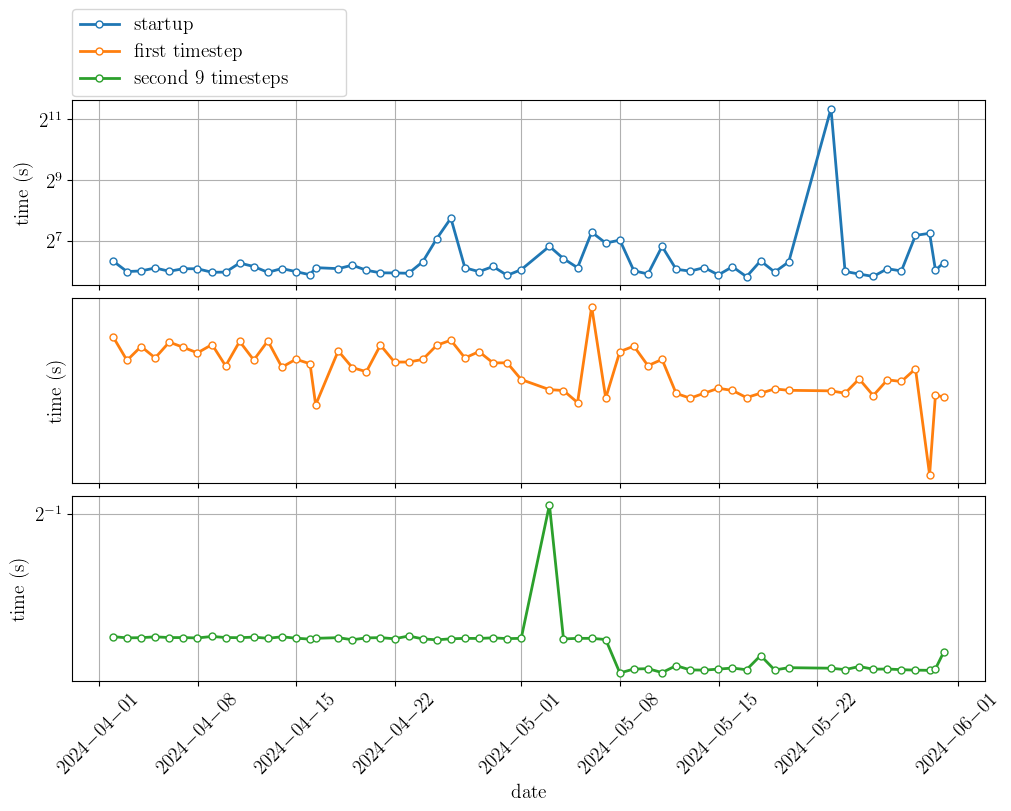 startup
first timestep
second 9 timesteps
2^11
2^9
2^7
time (s)
time (s)
2^−1
time (s)
2024−04−01
2024−04−08
2024−04−15
2024−04−22
2024−05−01
2024−05−08
2024−05−15
2024−05−22
2024−06−01
date